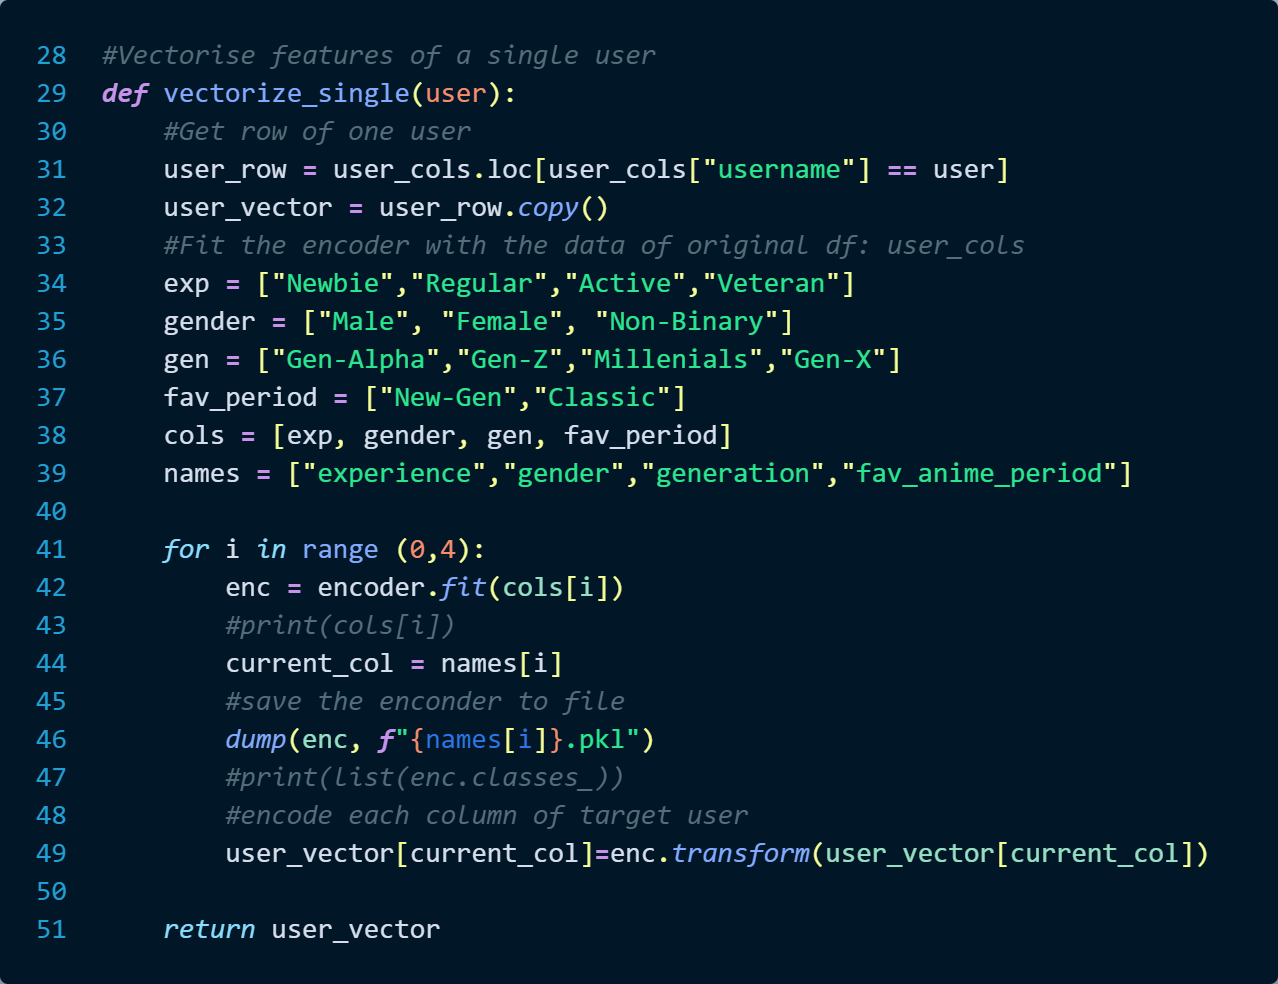 28 #Vectorise features of a single user
29 def vectorize_single(user):
30     #Get row of one user
31     user_row = user_cols.loc[user_cols["username"] == user]
32     user_vector = user_row.copy()
33     #Fit the encoder with the data of original df: user_cols
34     exp = ["Newbie","Regular","Active","Veteran"]
35     gender = ["Male", "Female", "Non-Binary"]
36     gen = ["Gen-Alpha","Gen-Z","Millenials","Gen-X"]
37     fav_period = ["New-Gen","Classic"]
38     cols = [exp, gender, gen, fav_period]
39     names = ["experience","gender","generation","fav_anime_period"]
40
41     for i in range (0,4):
42         enc = encoder.fit(cols[i])
43         #print(cols[i])
44         current_col = names[i]
45         #save the enconder to file
46         dump(enc, f"{names[i]}.pkl")
47         #print(list(enc.classes_))
48         #encode each column of target user
49         user_vector[current_col]=enc.transform(user_vector[current_col])
50
51     return user_vector